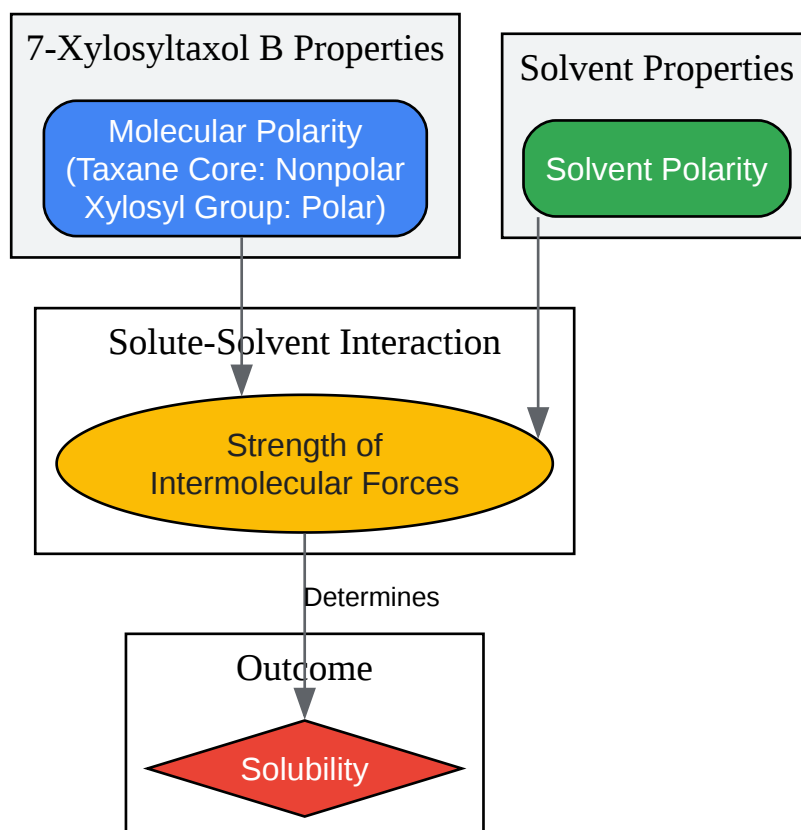 7-Xylosyltaxol B Properties
Molecular Polarity
(Taxane Core: Nonpolar
Xylosyl Group: Polar)
Solvent Properties
Solvent Polarity
Solute-Solvent Interaction
Strength of
Intermolecular Forces
Determines
Outcome
Solubility